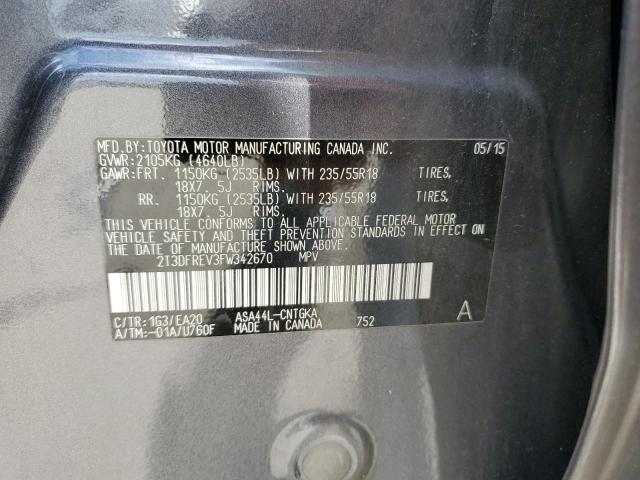 MFD.BY:TOYOTA MOTOR MANUFACTURING CANADA INC. 05/15
GVWR:2105KG (4640LB)
GAWR:FRT. 1150KG (2535LB) WITH 235/55R18 TIRES,
18X7.5J RIMS.
RR. 1150KG (2535LB) WITH 235/55R18 TIRES,
18X7.5J RIMS.
THIS VEHICLE CONFORMS TO ALL APPLICABLE FEDERAL MOTOR
VEHICLE SAFETY AND THEFT PREVENTION STANDARDS IN EFFECT ON
THE DATE OF MANUFACTURE SHOWN ABOVE.
2T3DFREV3FW342670 MPV
C/TR:1G3/EA20 ASA44L-CNTGKA A
A/TM:-01A/U760F MADE IN CANADA 752